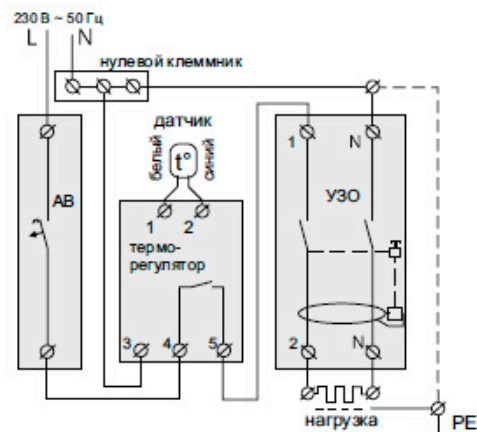 230 В ~ 50 Гц
L N
нулевой клеммник
датчик
белый
t°
синий
АВ
1 2
термо-
регулятор
3 4 5
1 N
УЗО
2 N
нагрузка
PE